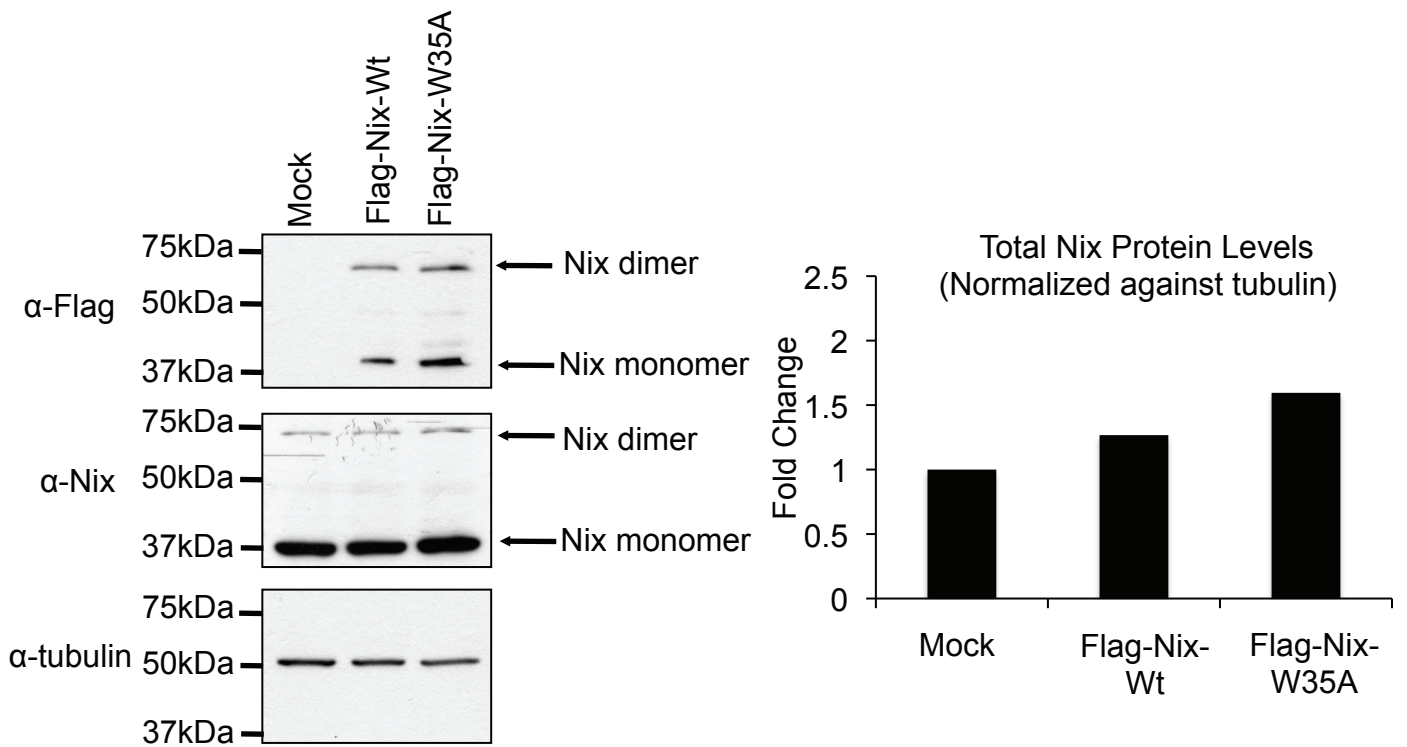 Mock
Flag-Nix-Wt
Flag-Nix-W35A
α-Flag
75kDa
50kDa
37kDa
Nix dimer
Nix monomer
α-Nix
75kDa
50kDa
37kDa
Nix dimer
Nix monomer
α-tubulin
75kDa
50kDa
37kDa
Total Nix Protein Levels
(Normalized against tubulin)
Fold Change
2.5
2
1.5
1
0.5
0
Mock
Flag-Nix-
Wt
Flag-Nix-
W35A